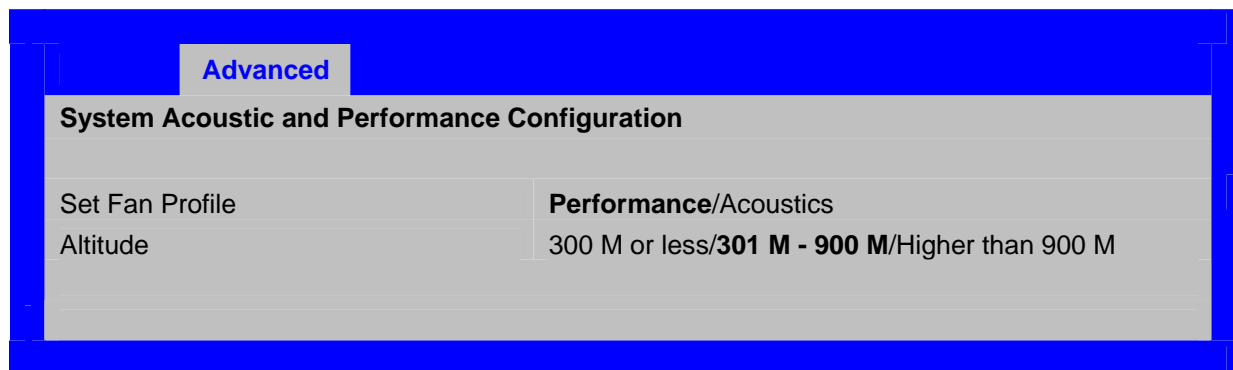 Advanced
System Acoustic and Performance Configuration
Set Fan Profile Performance/Acoustics
Altitude 300 M or less/301 M - 900 M/Higher than 900 M